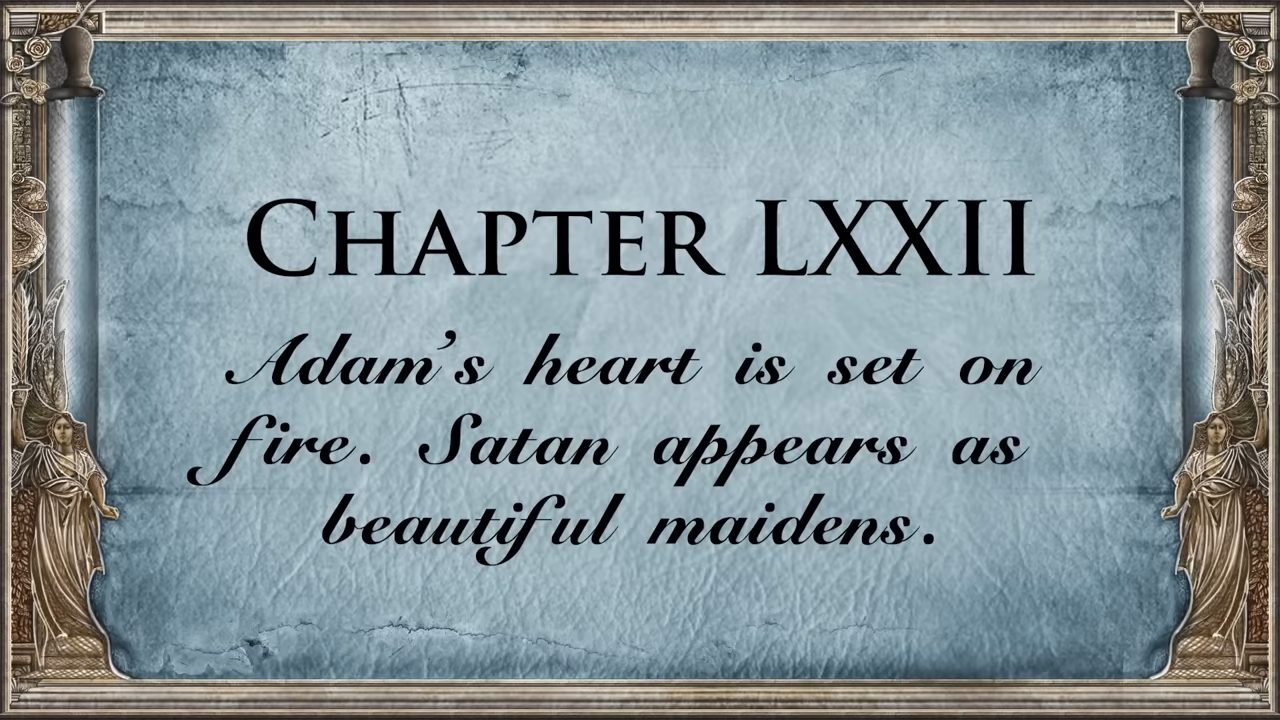 Chapter LXXII
Adam’s heart is set on
fire. Satan appears as
beautiful maidens.